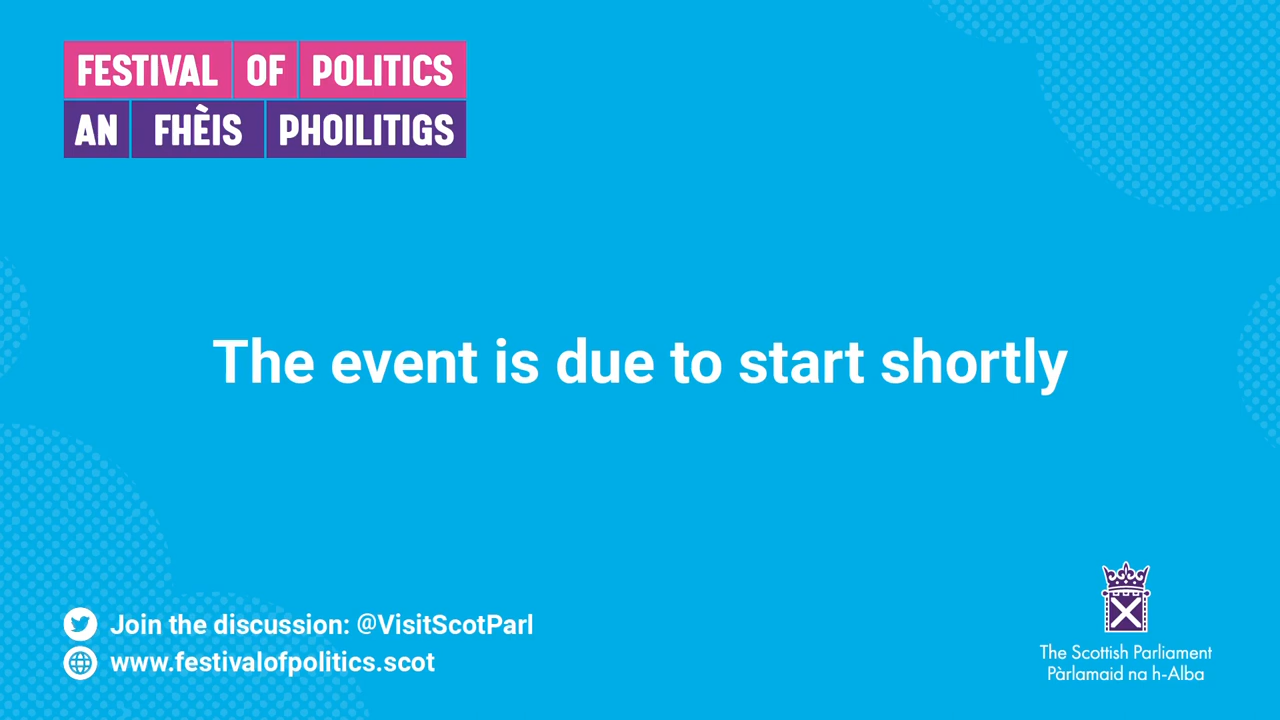 FESTIVAL OF POLITICS
AN FHÈIS PHOILITIGS
The event is due to start shortly
Join the discussion: @VisitScotParl
www.festivalofpolitics.scot
The Scottish Parliament
Pàrlamaid na h-Alba